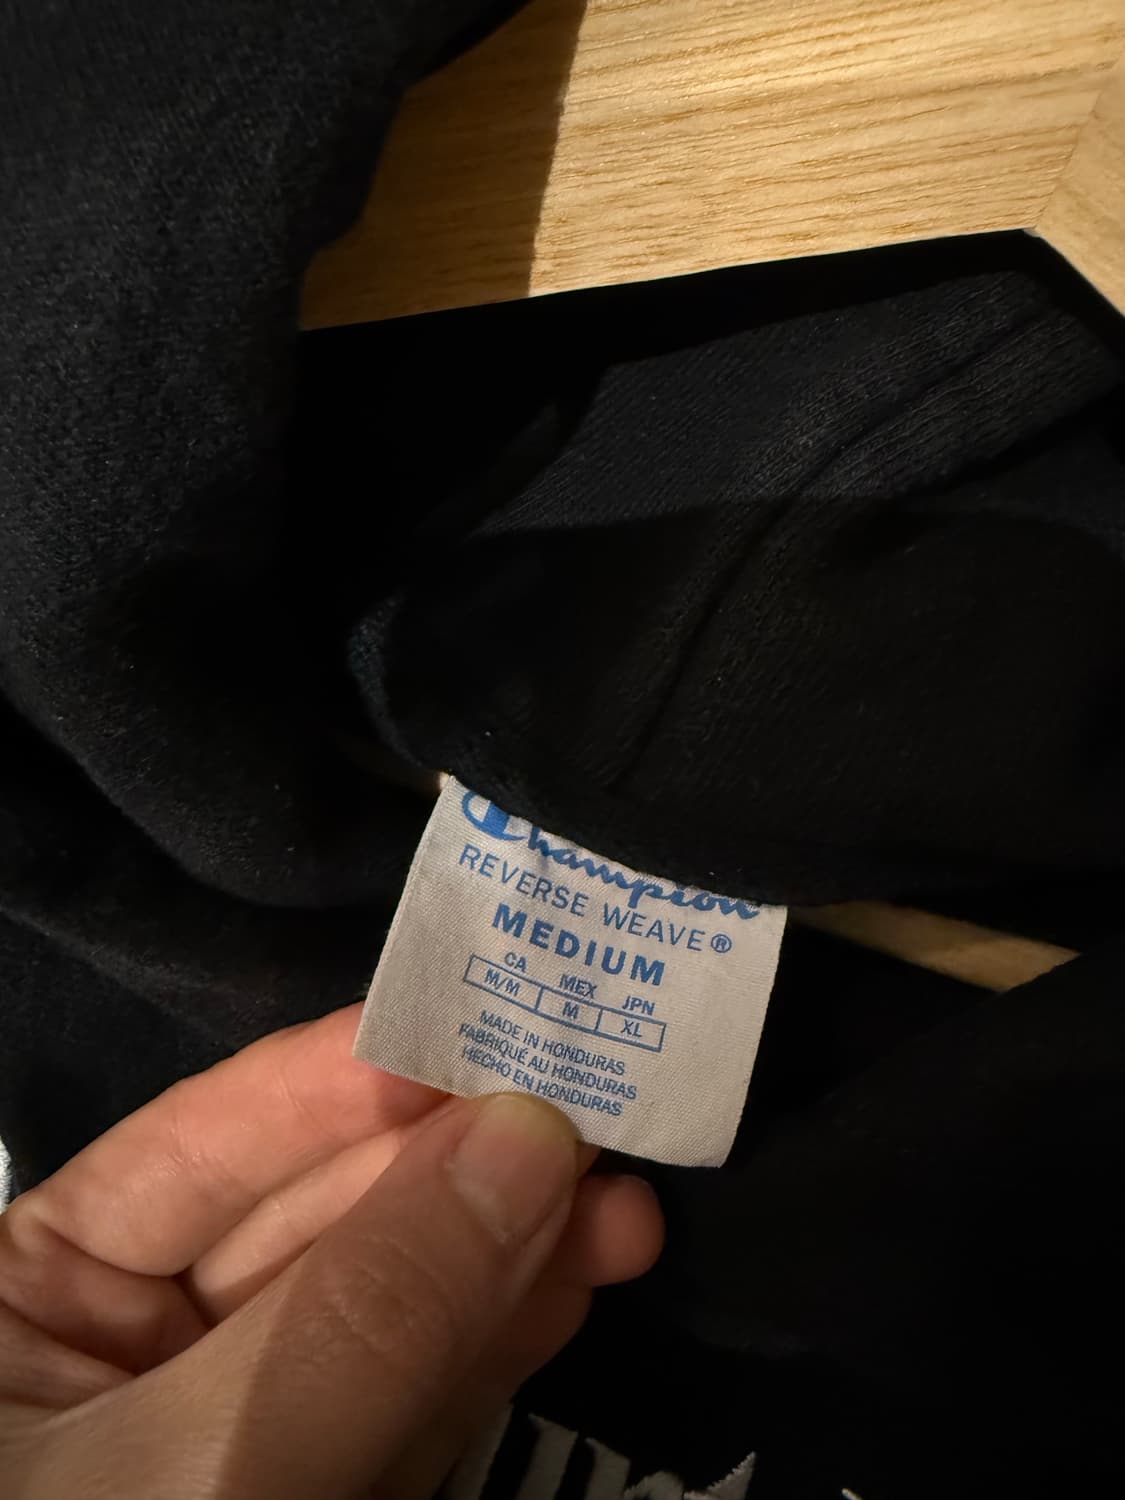 Champion
REVERSE WEAVE®
MEDIUM
CA MEX JPN
M/M M XL
MADE IN HONDURAS
FABRIQUÉ AU HONDURAS
HECHO EN HONDURAS